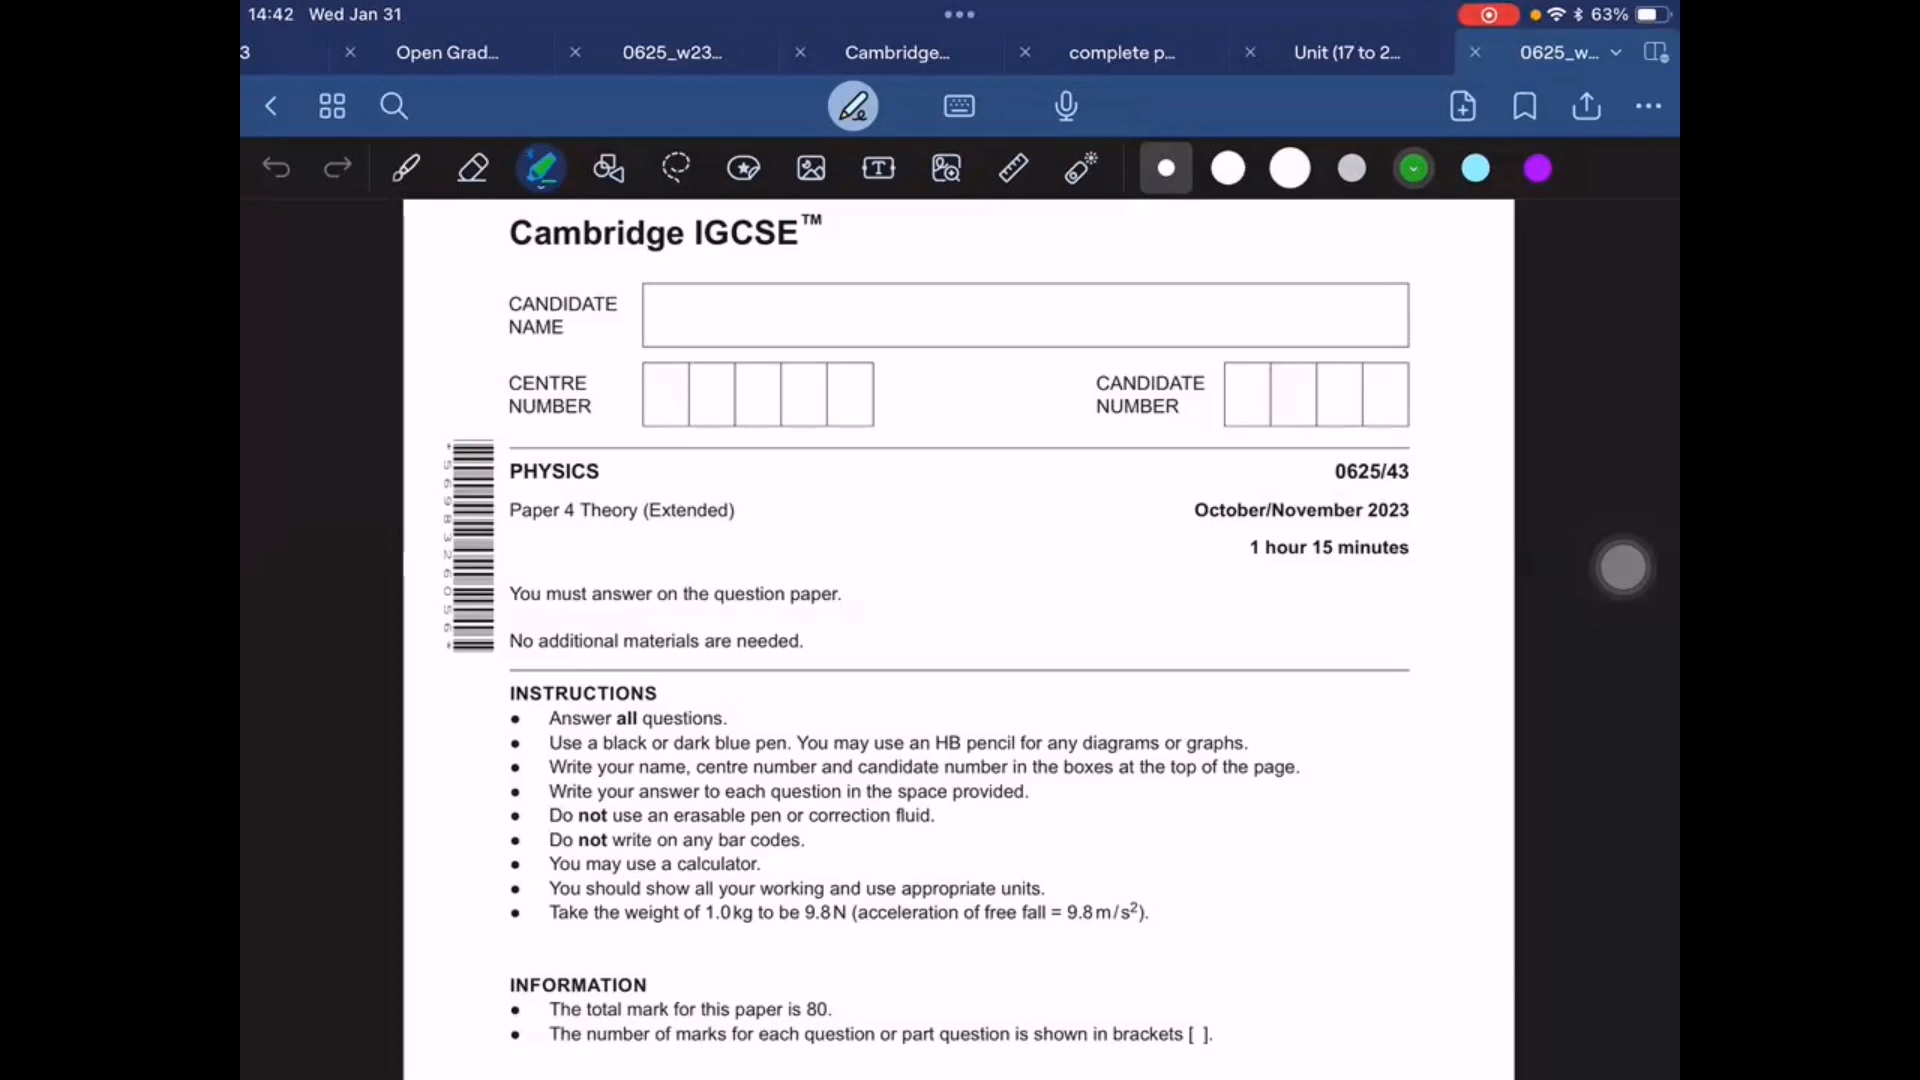 14:42 Wed Jan 31
63%
3
Open Grad...
0625_w23...
Cambridge...
complete p...
Unit (17 to 2...
0625_w...
Cambridge IGCSE™
CANDIDATE
NAME
CENTRE
NUMBER
CANDIDATE
NUMBER
*5698326056*
PHYSICS
0625/43
Paper 4 Theory (Extended)
October/November 2023
1 hour 15 minutes
You must answer on the question paper.
No additional materials are needed.
INSTRUCTIONS
• Answer all questions.
• Use a black or dark blue pen. You may use an HB pencil for any diagrams or graphs.
• Write your name, centre number and candidate number in the boxes at the top of the page.
• Write your answer to each question in the space provided.
• Do not use an erasable pen or correction fluid.
• Do not write on any bar codes.
• You may use a calculator.
• You should show all your working and use appropriate units.
• Take the weight of 1.0 kg to be 9.8 N (acceleration of free fall = 9.8 m/s²).
INFORMATION
• The total mark for this paper is 80.
• The number of marks for each question or part question is shown in brackets [ ].